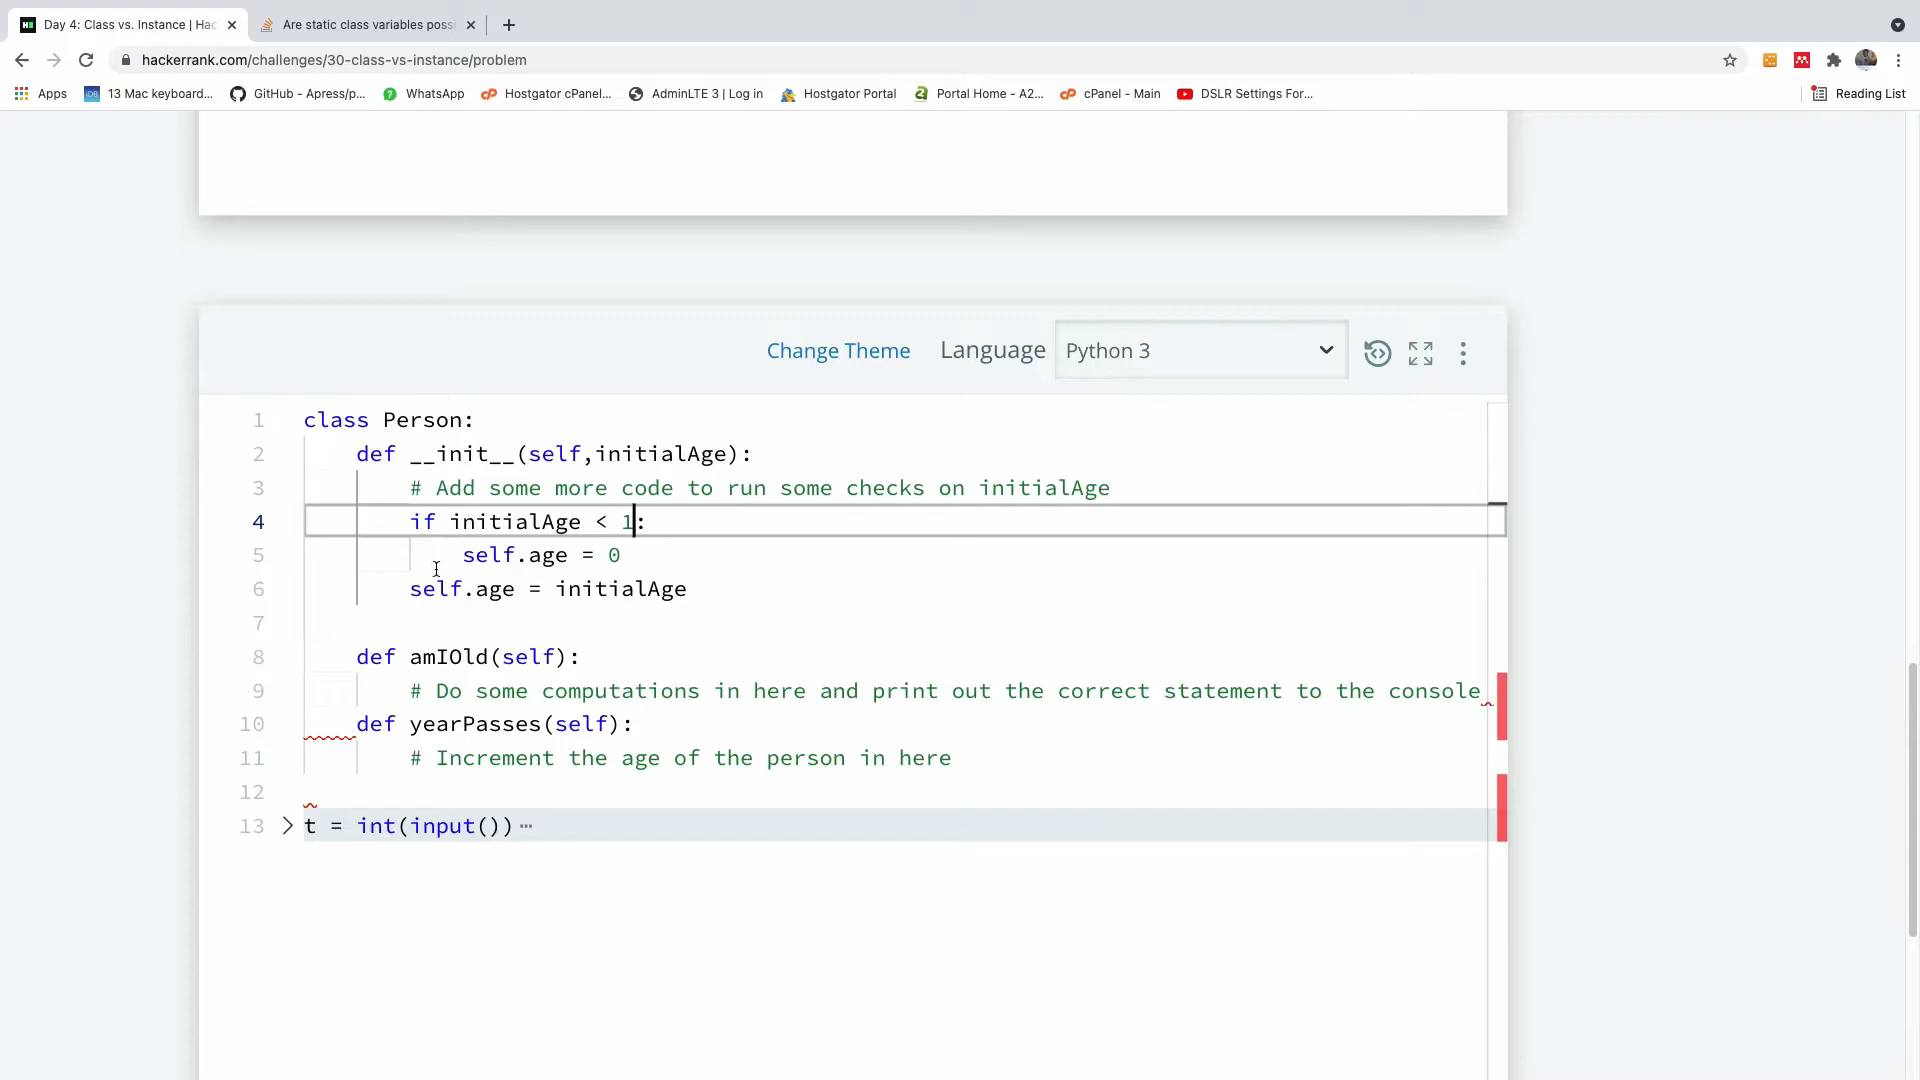 Day 4: Class vs. Instance | Hac
Are static class variables possi
hackerrank.com/challenges/30-class-vs-instance/problem
Apps
13 Mac keyboard...
GitHub - Apress/p...
WhatsApp
Hostgator cPanel...
AdminLTE 3 | Log in
Hostgator Portal
Portal Home - A2...
cPanel - Main
DSLR Settings For...
Reading List
Change Theme Language Python 3
1 class Person:
2 def __init__(self,initialAge):
3 # Add some more code to run some checks on initialAge
4 if initialAge < 1:
5 self.age = 0
6 self.age = initialAge
7
8 def amIOld(self):
9 # Do some computations in here and print out the correct statement to the console
10 def yearPasses(self):
11 # Increment the age of the person in here
12
13 t = int(input())